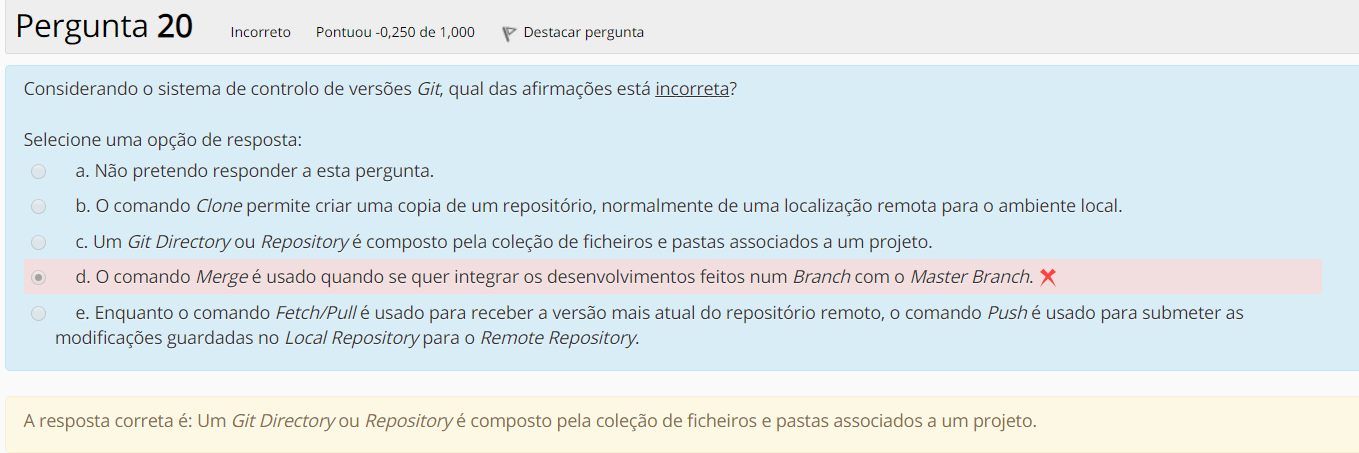 Pergunta 20 Incorreto Pontuou -0,250 de 1,000 Destacar pergunta
Considerando o sistema de controlo de versões Git, qual das afirmações está incorreta?
Selecione uma opção de resposta:
a. Não pretendo responder a esta pergunta.
b. O comando Clone permite criar uma copia de um repositório, normalmente de uma localização remota para o ambiente local.
c. Um Git Directory ou Repository é composto pela coleção de ficheiros e pastas associados a um projeto.
d. O comando Merge é usado quando se quer integrar os desenvolvimentos feitos num Branch com o Master Branch.
e. Enquanto o comando Fetch/Pull é usado para receber a versão mais atual do repositório remoto, o comando Push é usado para submeter as
modificações guardadas no Local Repository para o Remote Repository.
A resposta correta é: Um Git Directory ou Repository é composto pela coleção de ficheiros e pastas associados a um projeto.